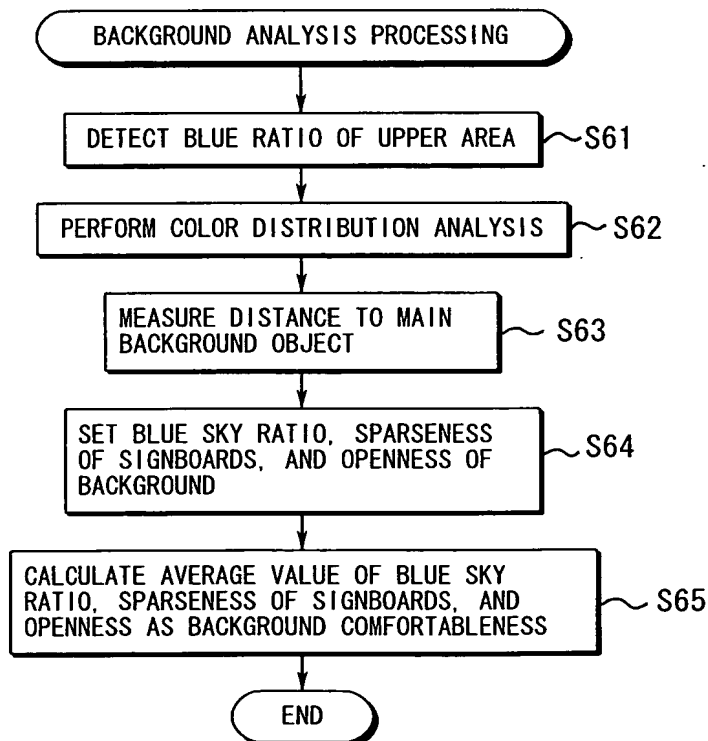 BACKGROUND ANALYSIS PROCESSING
DETECT BLUE RATIO OF UPPER AREA
S61
PERFORM COLOR DISTRIBUTION ANALYSIS
S62
MEASURE DISTANCE TO MAIN
BACKGROUND OBJECT
S63
SET BLUE SKY RATIO, SPARSENESS
OF SIGNBOARDS, AND OPENNESS OF
BACKGROUND
S64
CALCULATE AVERAGE VALUE OF BLUE SKY
RATIO, SPARSENESS OF SIGNBOARDS, AND
OPENNESS AS BACKGROUND COMFORTABLENESS
S65
END